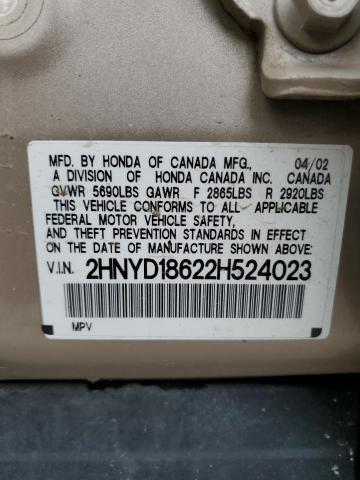 MFD. BY HONDA OF CANADA MFG., 04/02
A DIVISION OF HONDA CANADA INC. CANADA
GVWR 5690LBS GAWR F 2865LBS R 2920LBS
THIS VEHICLE CONFORMS TO ALL APPLICABLE
FEDERAL MOTOR VEHICLE SAFETY,
AND THEFT PREVENTION STANDARDS IN EFFECT
ON THE DATE OF MANUFACTURE SHOWN ABOVE.
V.I.N. 2HNYD18622H524023
MPV